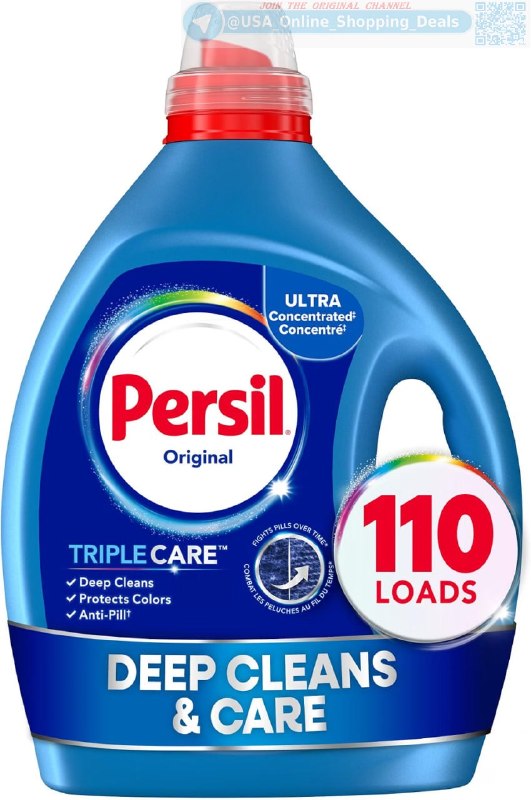 JOIN THE ORIGINAL CHANNEL
@USA_Online_Shopping_Deals
ULTRA
Concentrated‡
Concentré‡
Persil®
Original
TRIPLE CARE™
✓ Deep Cleans
✓ Protects Colors
✓ Anti-Pill†
FIGHTS PILLS OVER TIME*
COMBAT LES PELUCHES AU FIL DU TEMPS*
110
LOADS
DEEP CLEANS
& CARE